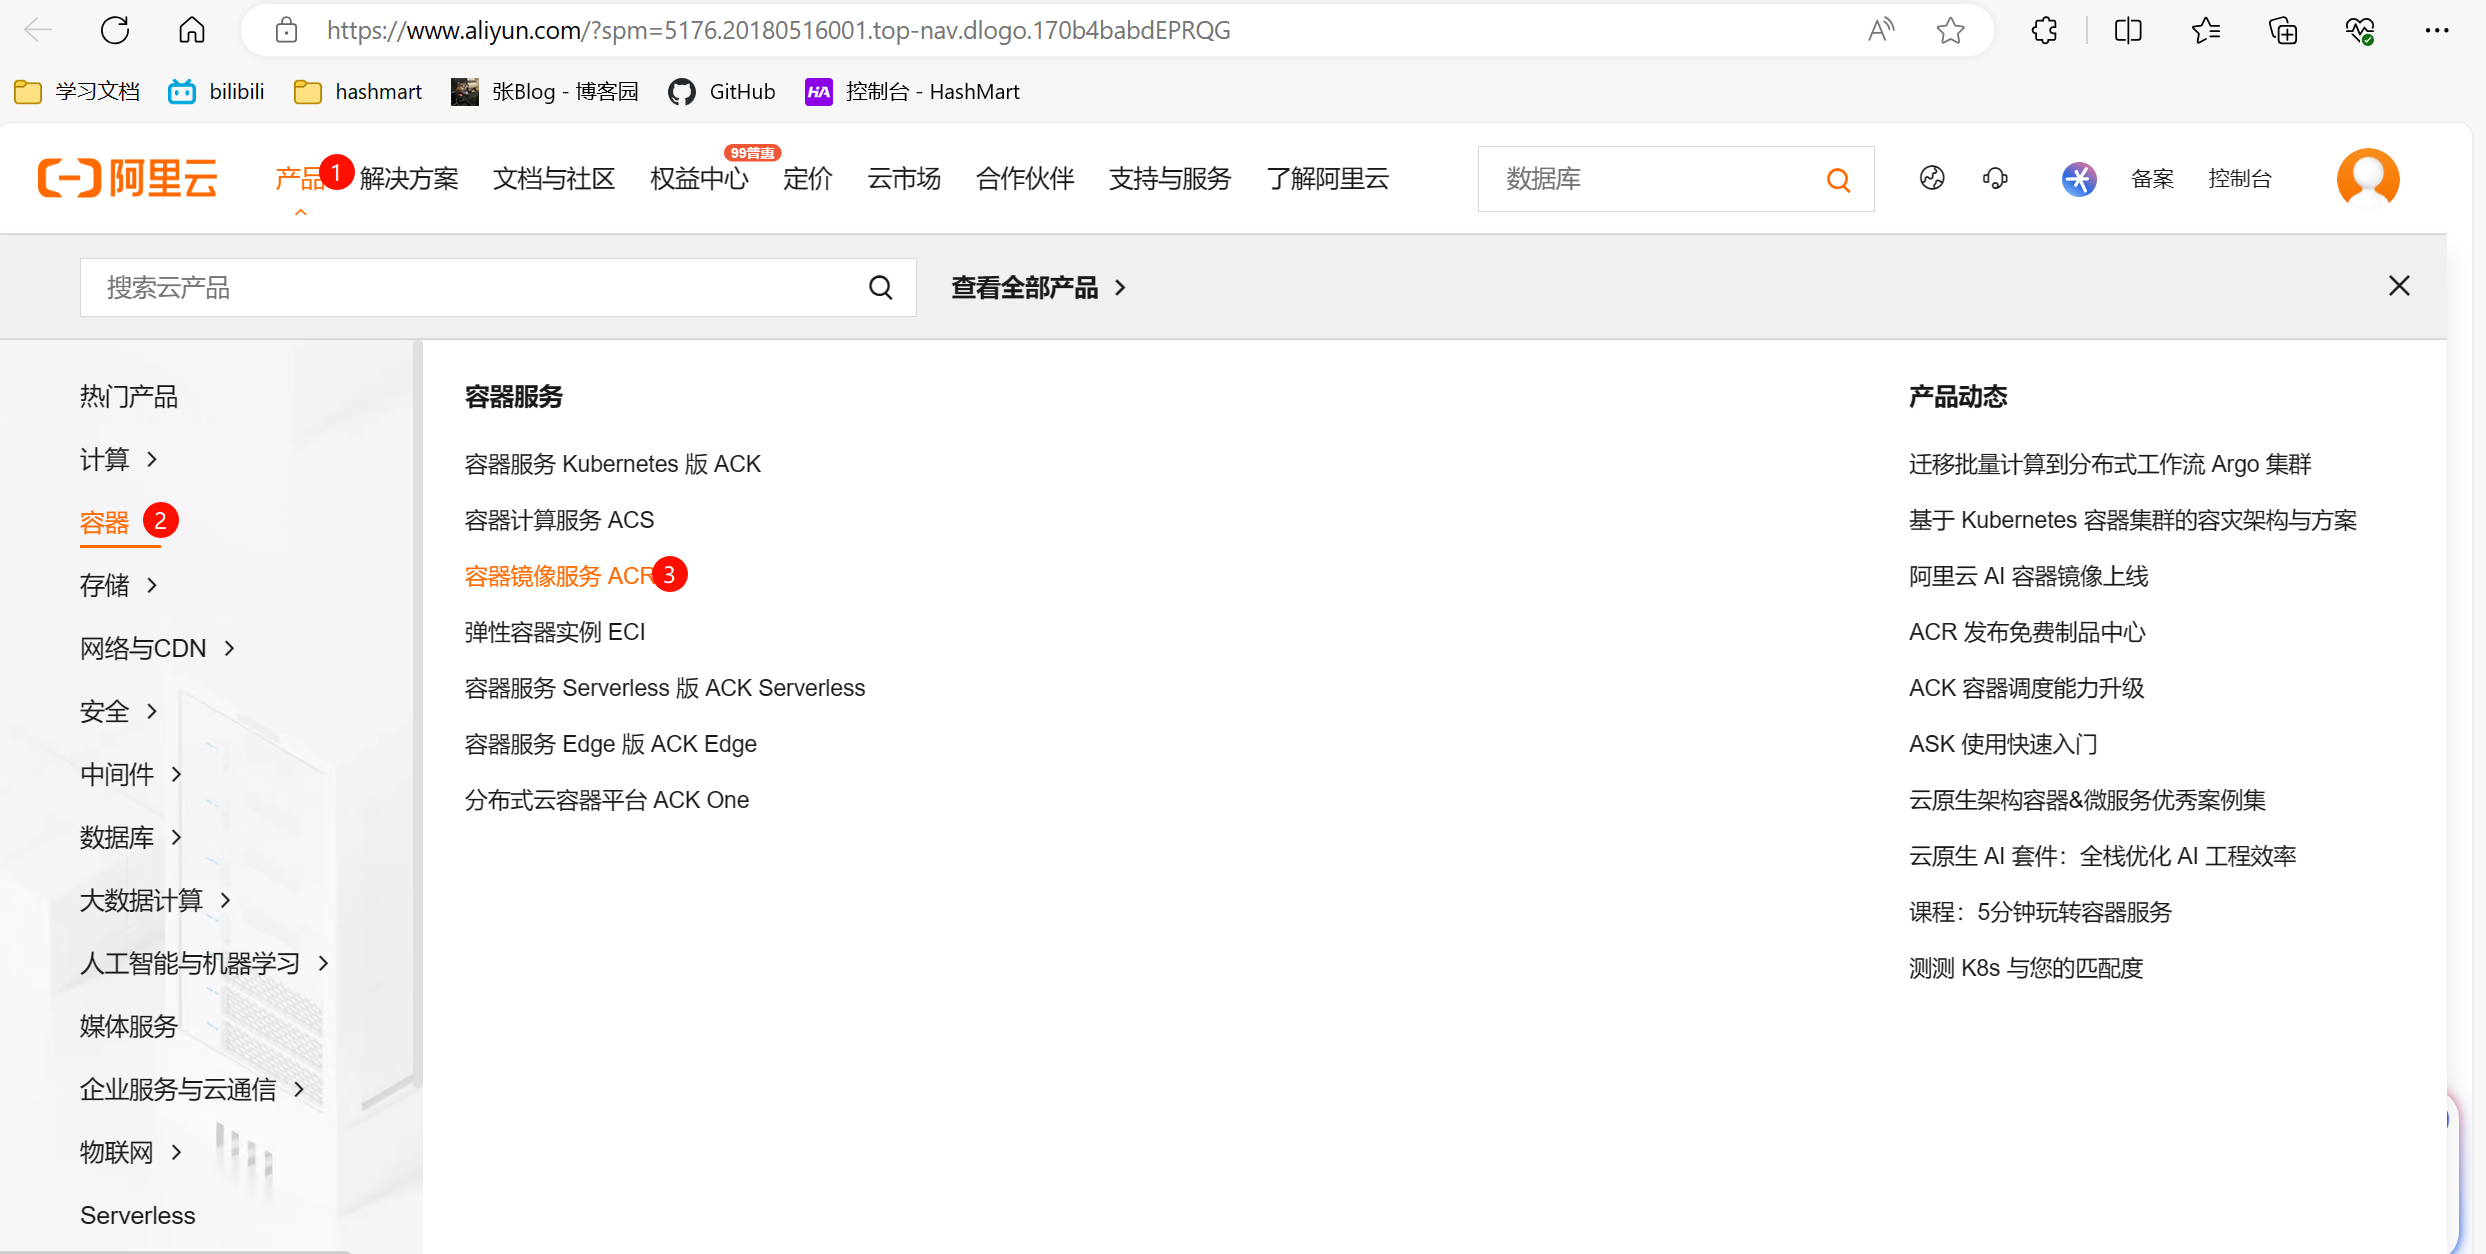 https://www.aliyun.com/?spm=5176.20180516001.top-nav.dlogo.170b4babdEPRQG
学习文档 bilibili hashmart 张Blog - 博客园 GitHub HA 控制台 - HashMart
阿里云 产品 1 解决方案 文档与社区 权益中心 99普惠 定价 云市场 合作伙伴 支持与服务 了解阿里云 数据库 备案 控制台
搜索云产品 查看全部产品
热门产品
计算
容器 2
存储
网络与CDN
安全
中间件
数据库
大数据计算
人工智能与机器学习
媒体服务
企业服务与云通信
物联网
Serverless
容器服务
容器服务 Kubernetes 版 ACK
容器计算服务 ACS
容器镜像服务 ACR 3
弹性容器实例 ECI
容器服务 Serverless 版 ACK Serverless
容器服务 Edge 版 ACK Edge
分布式云容器平台 ACK One
产品动态
迁移批量计算到分布式工作流 Argo 集群
基于 Kubernetes 容器集群的容灾架构与方案
阿里云 AI 容器镜像上线
ACR 发布免费制品中心
ACK 容器调度能力升级
ASK 使用快速入门
云原生架构容器&微服务优秀案例集
云原生 AI 套件：全栈优化 AI 工程效率
课程：5分钟玩转容器服务
测测 K8s 与您的匹配度